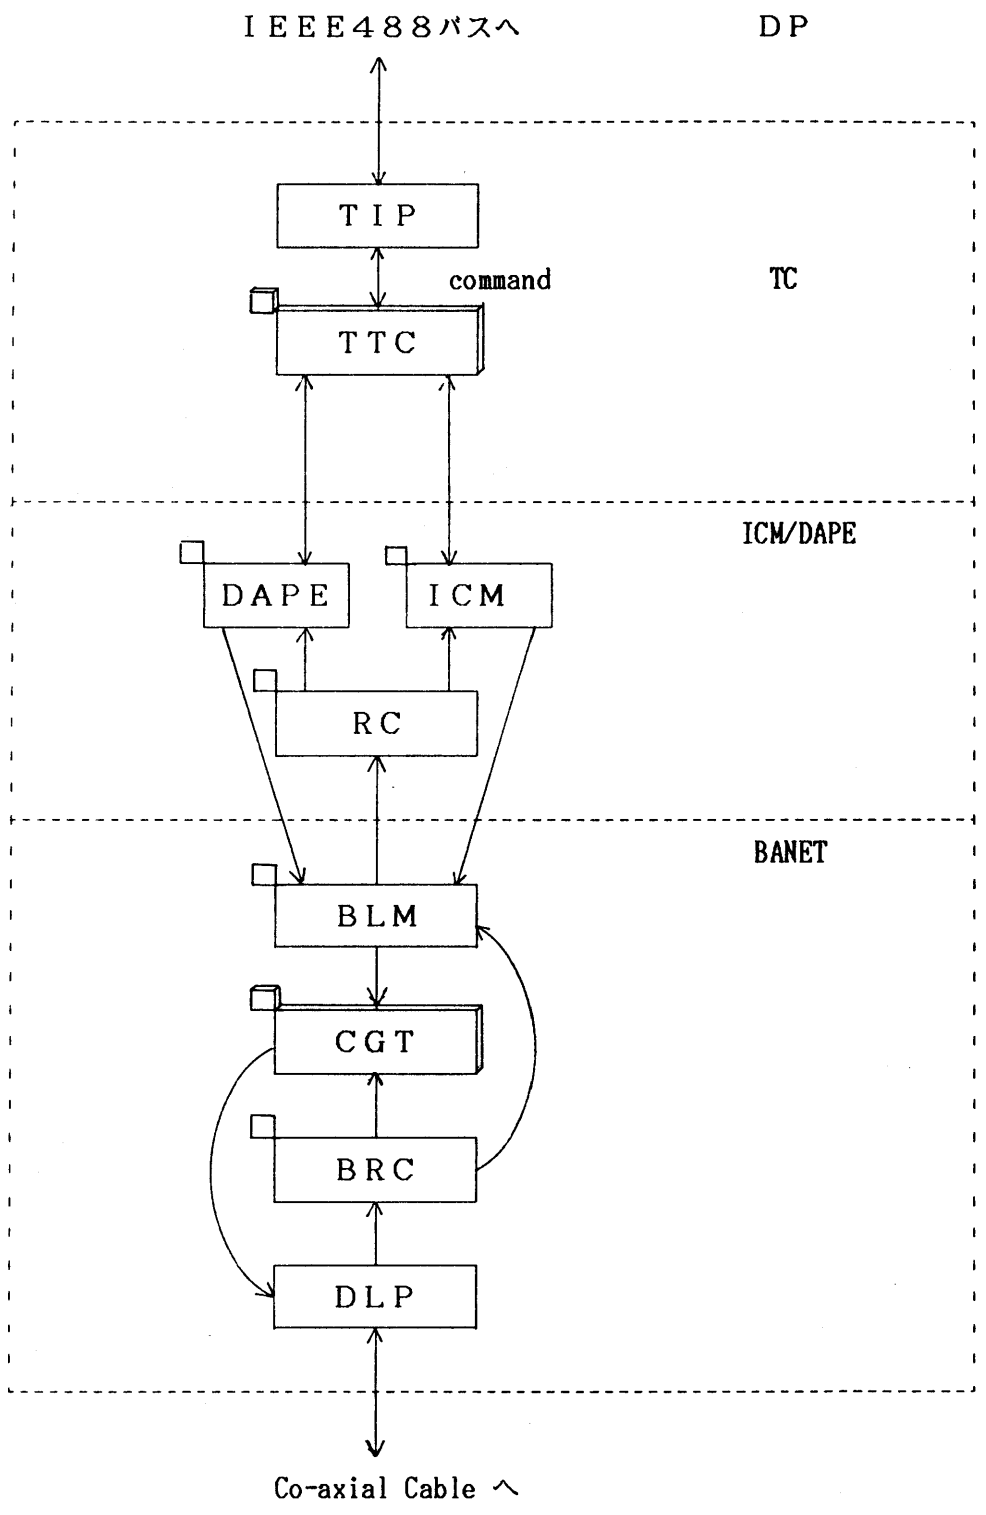 IEEE488バスへ DP
TIP
command TC
TTC
ICM/DAPE
DAPE ICM
RC
BANET
BLM
CGT
BRC
DLP
Co-axial Cable へ